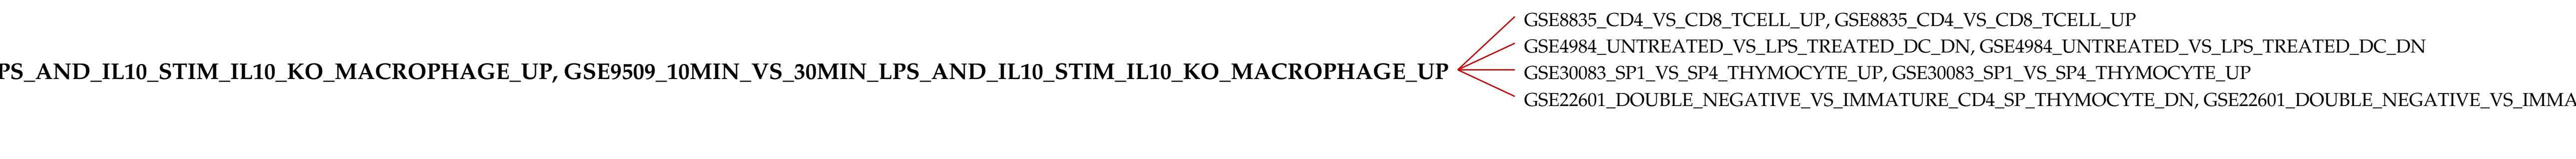 GSE8835_CD4_VS_CD8_TCELL_UP, GSE8835_CD4_VS_CD8_TCELL_UP
GSE4984_UNTREATED_VS_LPS_TREATED_DC_DN, GSE4984_UNTREATED_VS_LPS_TREATED_DC_DN
PS_AND_IL10_STIM_IL10_KO_MACROPHAGE_UP, GSE9509_10MIN_VS_30MIN_LPS_AND_IL10_STIM_IL10_KO_MACROPHAGE_UP
GSE30083_SP1_VS_SP4_THYMOCYTE_UP, GSE30083_SP1_VS_SP4_THYMOCYTE_UP
GSE22601_DOUBLE_NEGATIVE_VS_IMMATURE_CD4_SP_THYMOCYTE_DN, GSE22601_DOUBLE_NEGATIVE_VS_IMMA